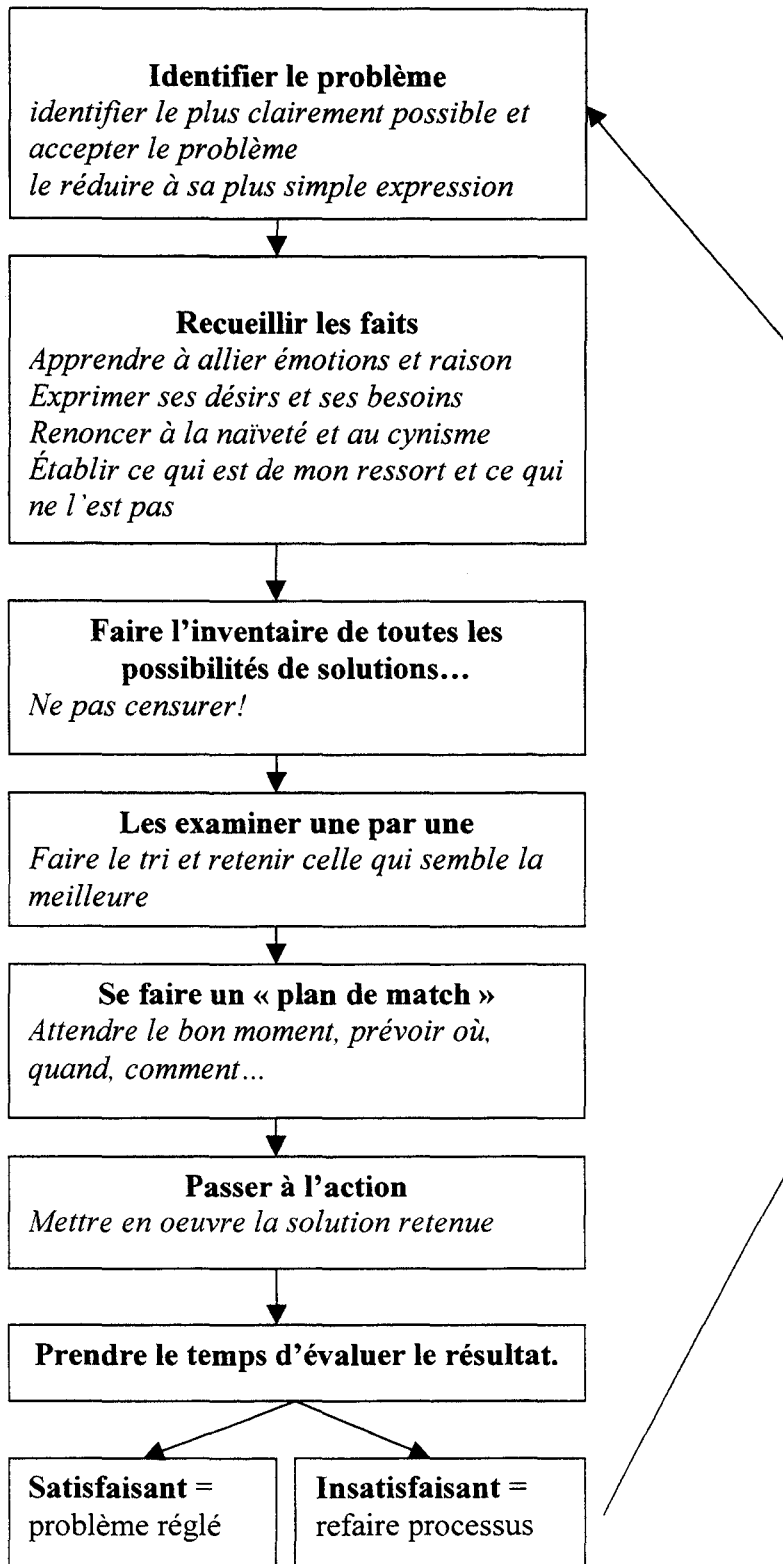 Identifier le problème
identifier le plus clairement possible et
accepter le problème
le réduire à sa plus simple expression
Recueillir les faits
Apprendre à allier émotions et raison
Exprimer ses désirs et ses besoins
Renoncer à la naïveté et au cynisme
Établir ce qui est de mon ressort et ce qui
ne l'est pas
Faire l'inventaire de toutes les
possibilités de solutions...
Ne pas censurer!
Les examiner une par une
Faire le tri et retenir celle qui semble la
meilleure
Se faire un « plan de match »
Attendre le bon moment, prévoir où,
quand, comment...
Passer à l'action
Mettre en oeuvre la solution retenue
Prendre le temps d'évaluer le résultat.
Satisfaisant =
problème réglé
Insatisfaisant =
refaire processus